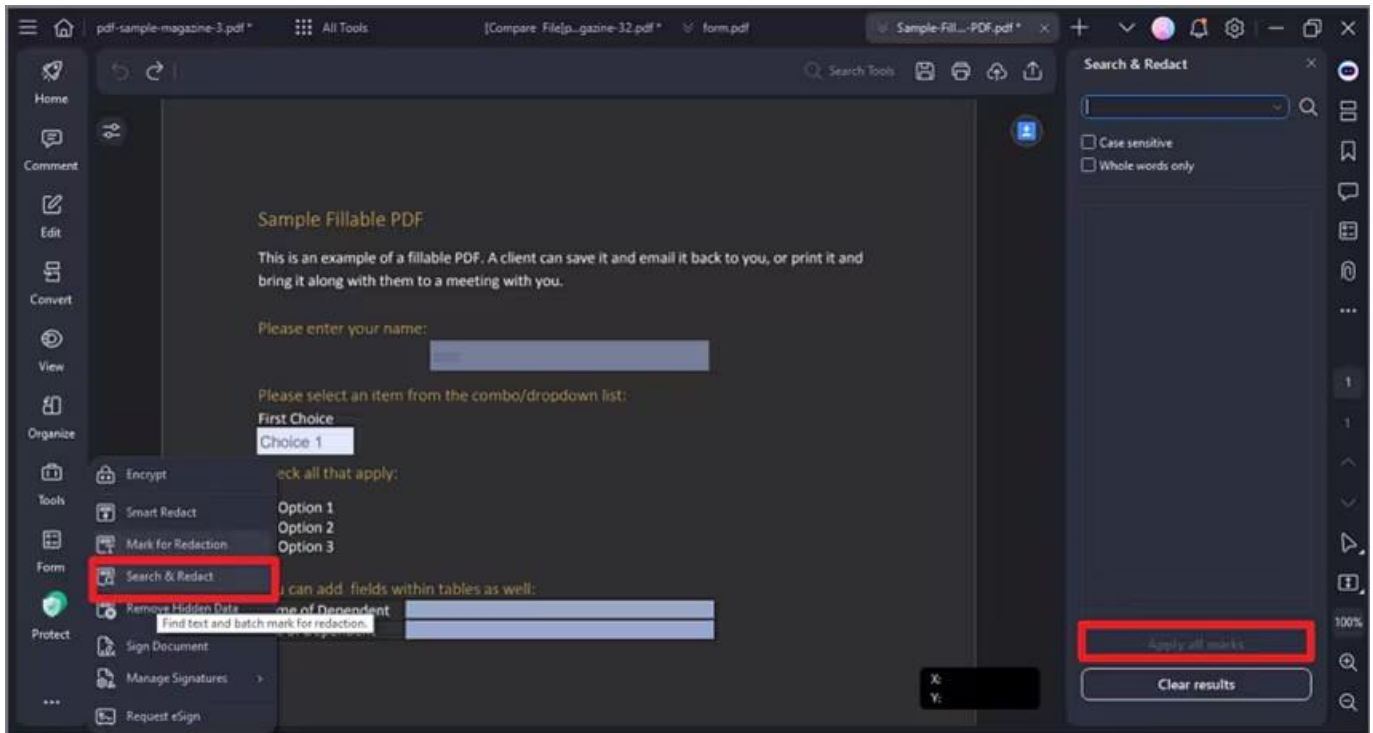 pdf-sample-magazine-3.pdf *
All Tools
[Compare File]p...gazine-32.pdf *
form.pdf
Sample-Fill...-PDF.pdf *
Search Tools
Home
Comment
Edit
Convert
View
Organize
Tools
Form
Protect
Encrypt
Smart Redact
Mark for Redaction
Search & Redact
Remove Hidden Data
Find text and batch mark for redaction.
Sign Document
Manage Signatures
Request eSign
Sample Fillable PDF
This is an example of a fillable PDF. A client can save it and email it back to you, or print it and
bring it along with them to a meeting with you.
Please enter your name:
Please select an item from the combo/dropdown list:
First Choice
Choice 1
eck all that apply:
Option 1
Option 2
Option 3
can add fields within tables as well:
me of Dependent
X:
Y:
Search & Redact
Case sensitive
Whole words only
Apply all marks
Clear results
1
1
100%